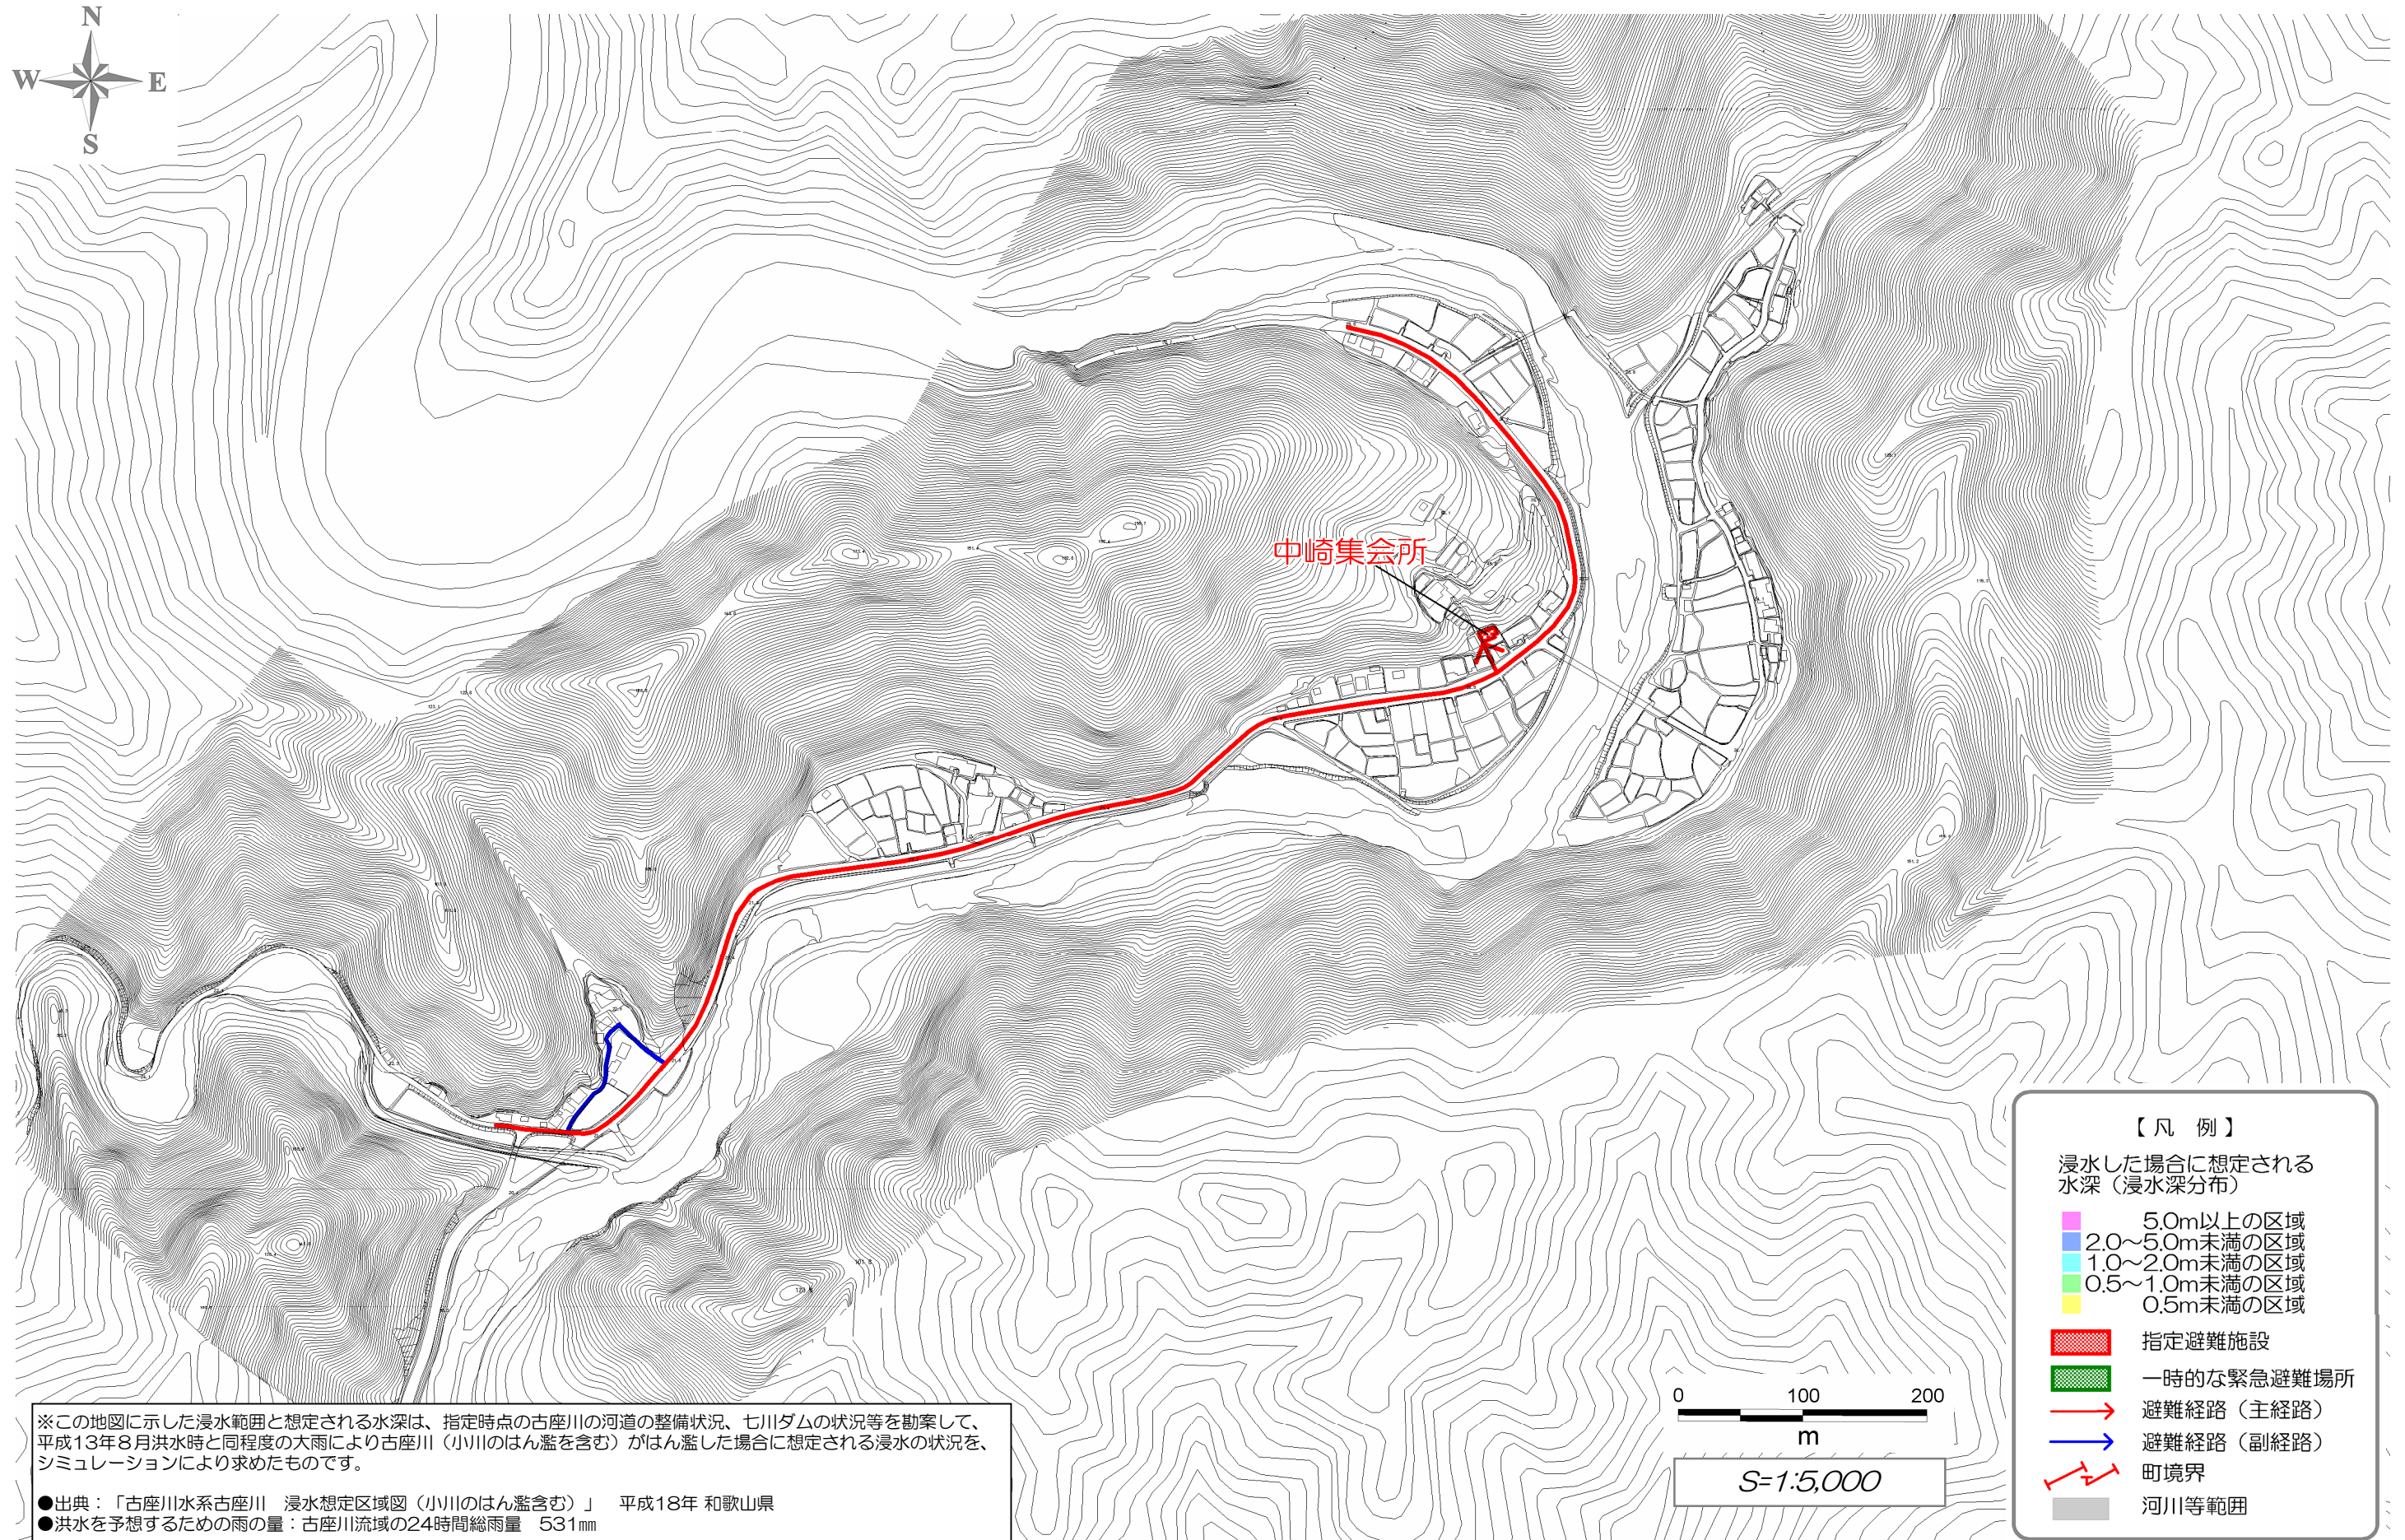 N
W
E
S
中崎集会所
【凡 例】
浸水した場合に想定される
水深（浸水深分布）
5.0m以上の区域
2.0～5.0m未満の区域
1.0～2.0m未満の区域
0.5～1.0m未満の区域
0.5m未満の区域
指定避難施設
一時的な緊急避難場所
避難経路（主経路）
避難経路（副経路）
町境界
河川等範囲
0 100 200
m
S=1:5,000
※この地図に示した浸水範囲と想定される水深は、指定時点の古座川の河道の整備状況、七川ダムの状況等を勘案して、
平成13年８月洪水時と同程度の大雨により古座川（小川のはん濫を含む）がはん濫した場合に想定される浸水の状況を、
シミュレーションにより求めたものです。
●出典：「古座川水系古座川 浸水想定区域図（小川のはん濫含む）」 平成18年 和歌山県
●洪水を予想するための雨の量：古座川流域の24時間総雨量 531㎜